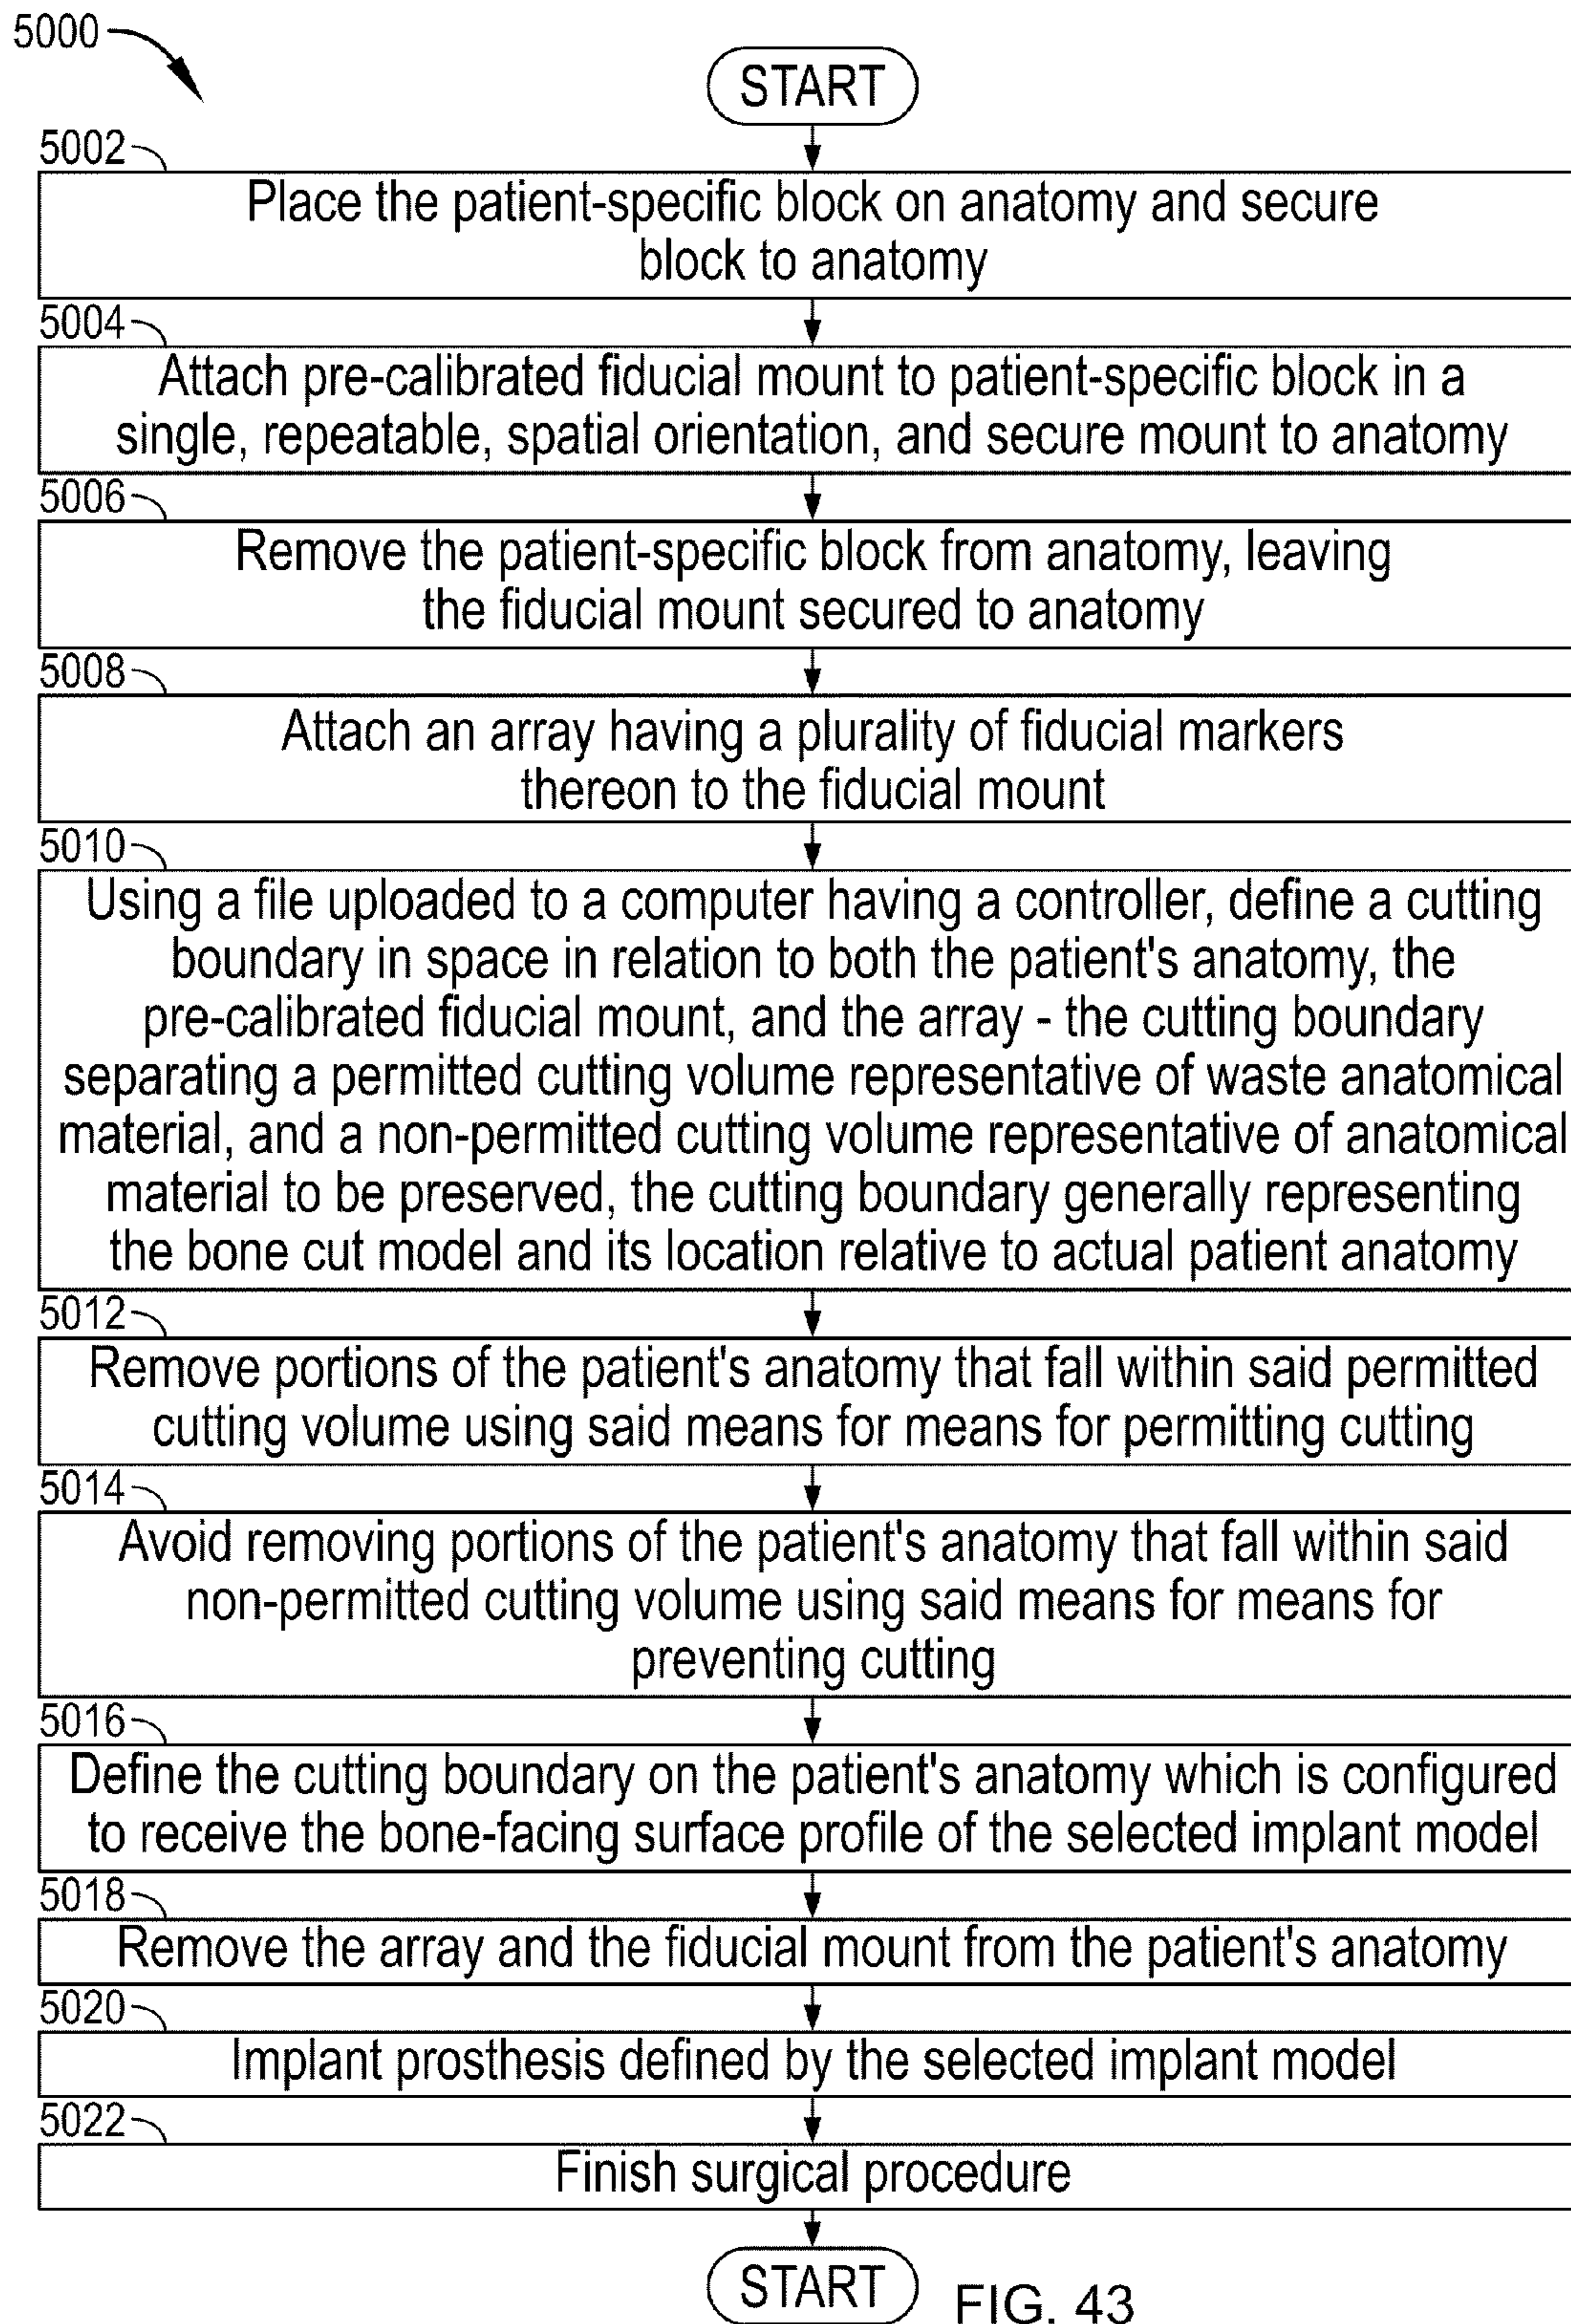 5000
START
5002
Place the patient-specific block on anatomy and secure
block to anatomy
5004
Attach pre-calibrated fiducial mount to patient-specific block in a
single, repeatable, spatial orientation, and secure mount to anatomy
5006
Remove the patient-specific block from anatomy, leaving
the fiducial mount secured to anatomy
5008
Attach an array having a plurality of fiducial markers
thereon to the fiducial mount
5010
Using a file uploaded to a computer having a controller, define a cutting
boundary in space in relation to both the patient's anatomy, the
pre-calibrated fiducial mount, and the array - the cutting boundary
separating a permitted cutting volume representative of waste anatomical
material, and a non-permitted cutting volume representative of anatomical
material to be preserved, the cutting boundary generally representing
the bone cut model and its location relative to actual patient anatomy
5012
Remove portions of the patient's anatomy that fall within said permitted
cutting volume using said means for means for permitting cutting
5014
Avoid removing portions of the patient's anatomy that fall within said
non-permitted cutting volume using said means for means for
preventing cutting
5016
Define the cutting boundary on the patient's anatomy which is configured
to receive the bone-facing surface profile of the selected implant model
5018
Remove the array and the fiducial mount from the patient's anatomy
5020
Implant prosthesis defined by the selected implant model
5022
Finish surgical procedure
START
FIG. 43